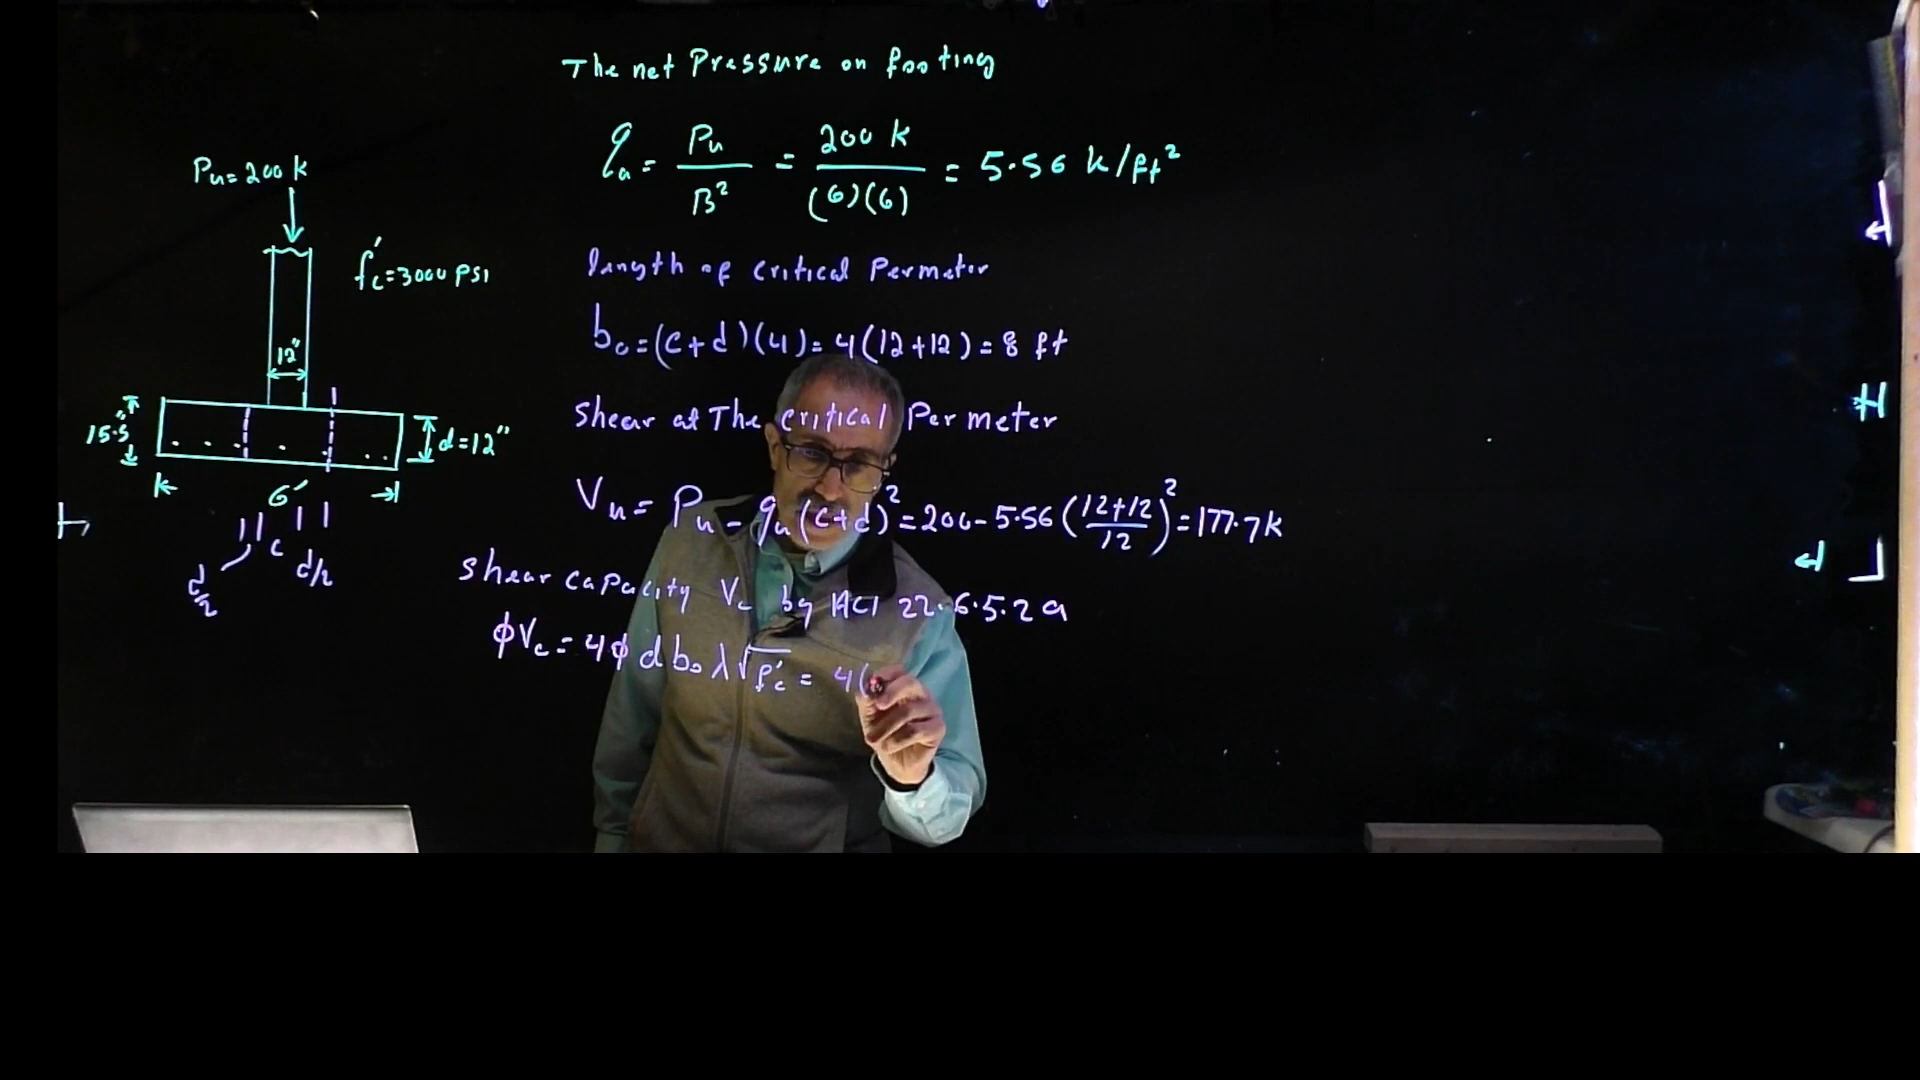 The net Pressure on footing
qu = Pu / B² = 200 k / (6)(6) = 5.56 k/ft²
Pu = 200 k
f'c = 3000 PSI
length of critical Permeter
bo = (c+d)(4) = 4(12+12) = 8 ft
12"
15.5"
d = 12"
6'
c
d/2
d/2
Shear at The critical Permeter
Vu = Pu - qu(c+d)² = 200 - 5.56 ((12+12)/12)² = 177.7k
Shear capacity Vc by ACI 22.6.5.2 a
φVc = 4φ d bo λ√f'c = 4(